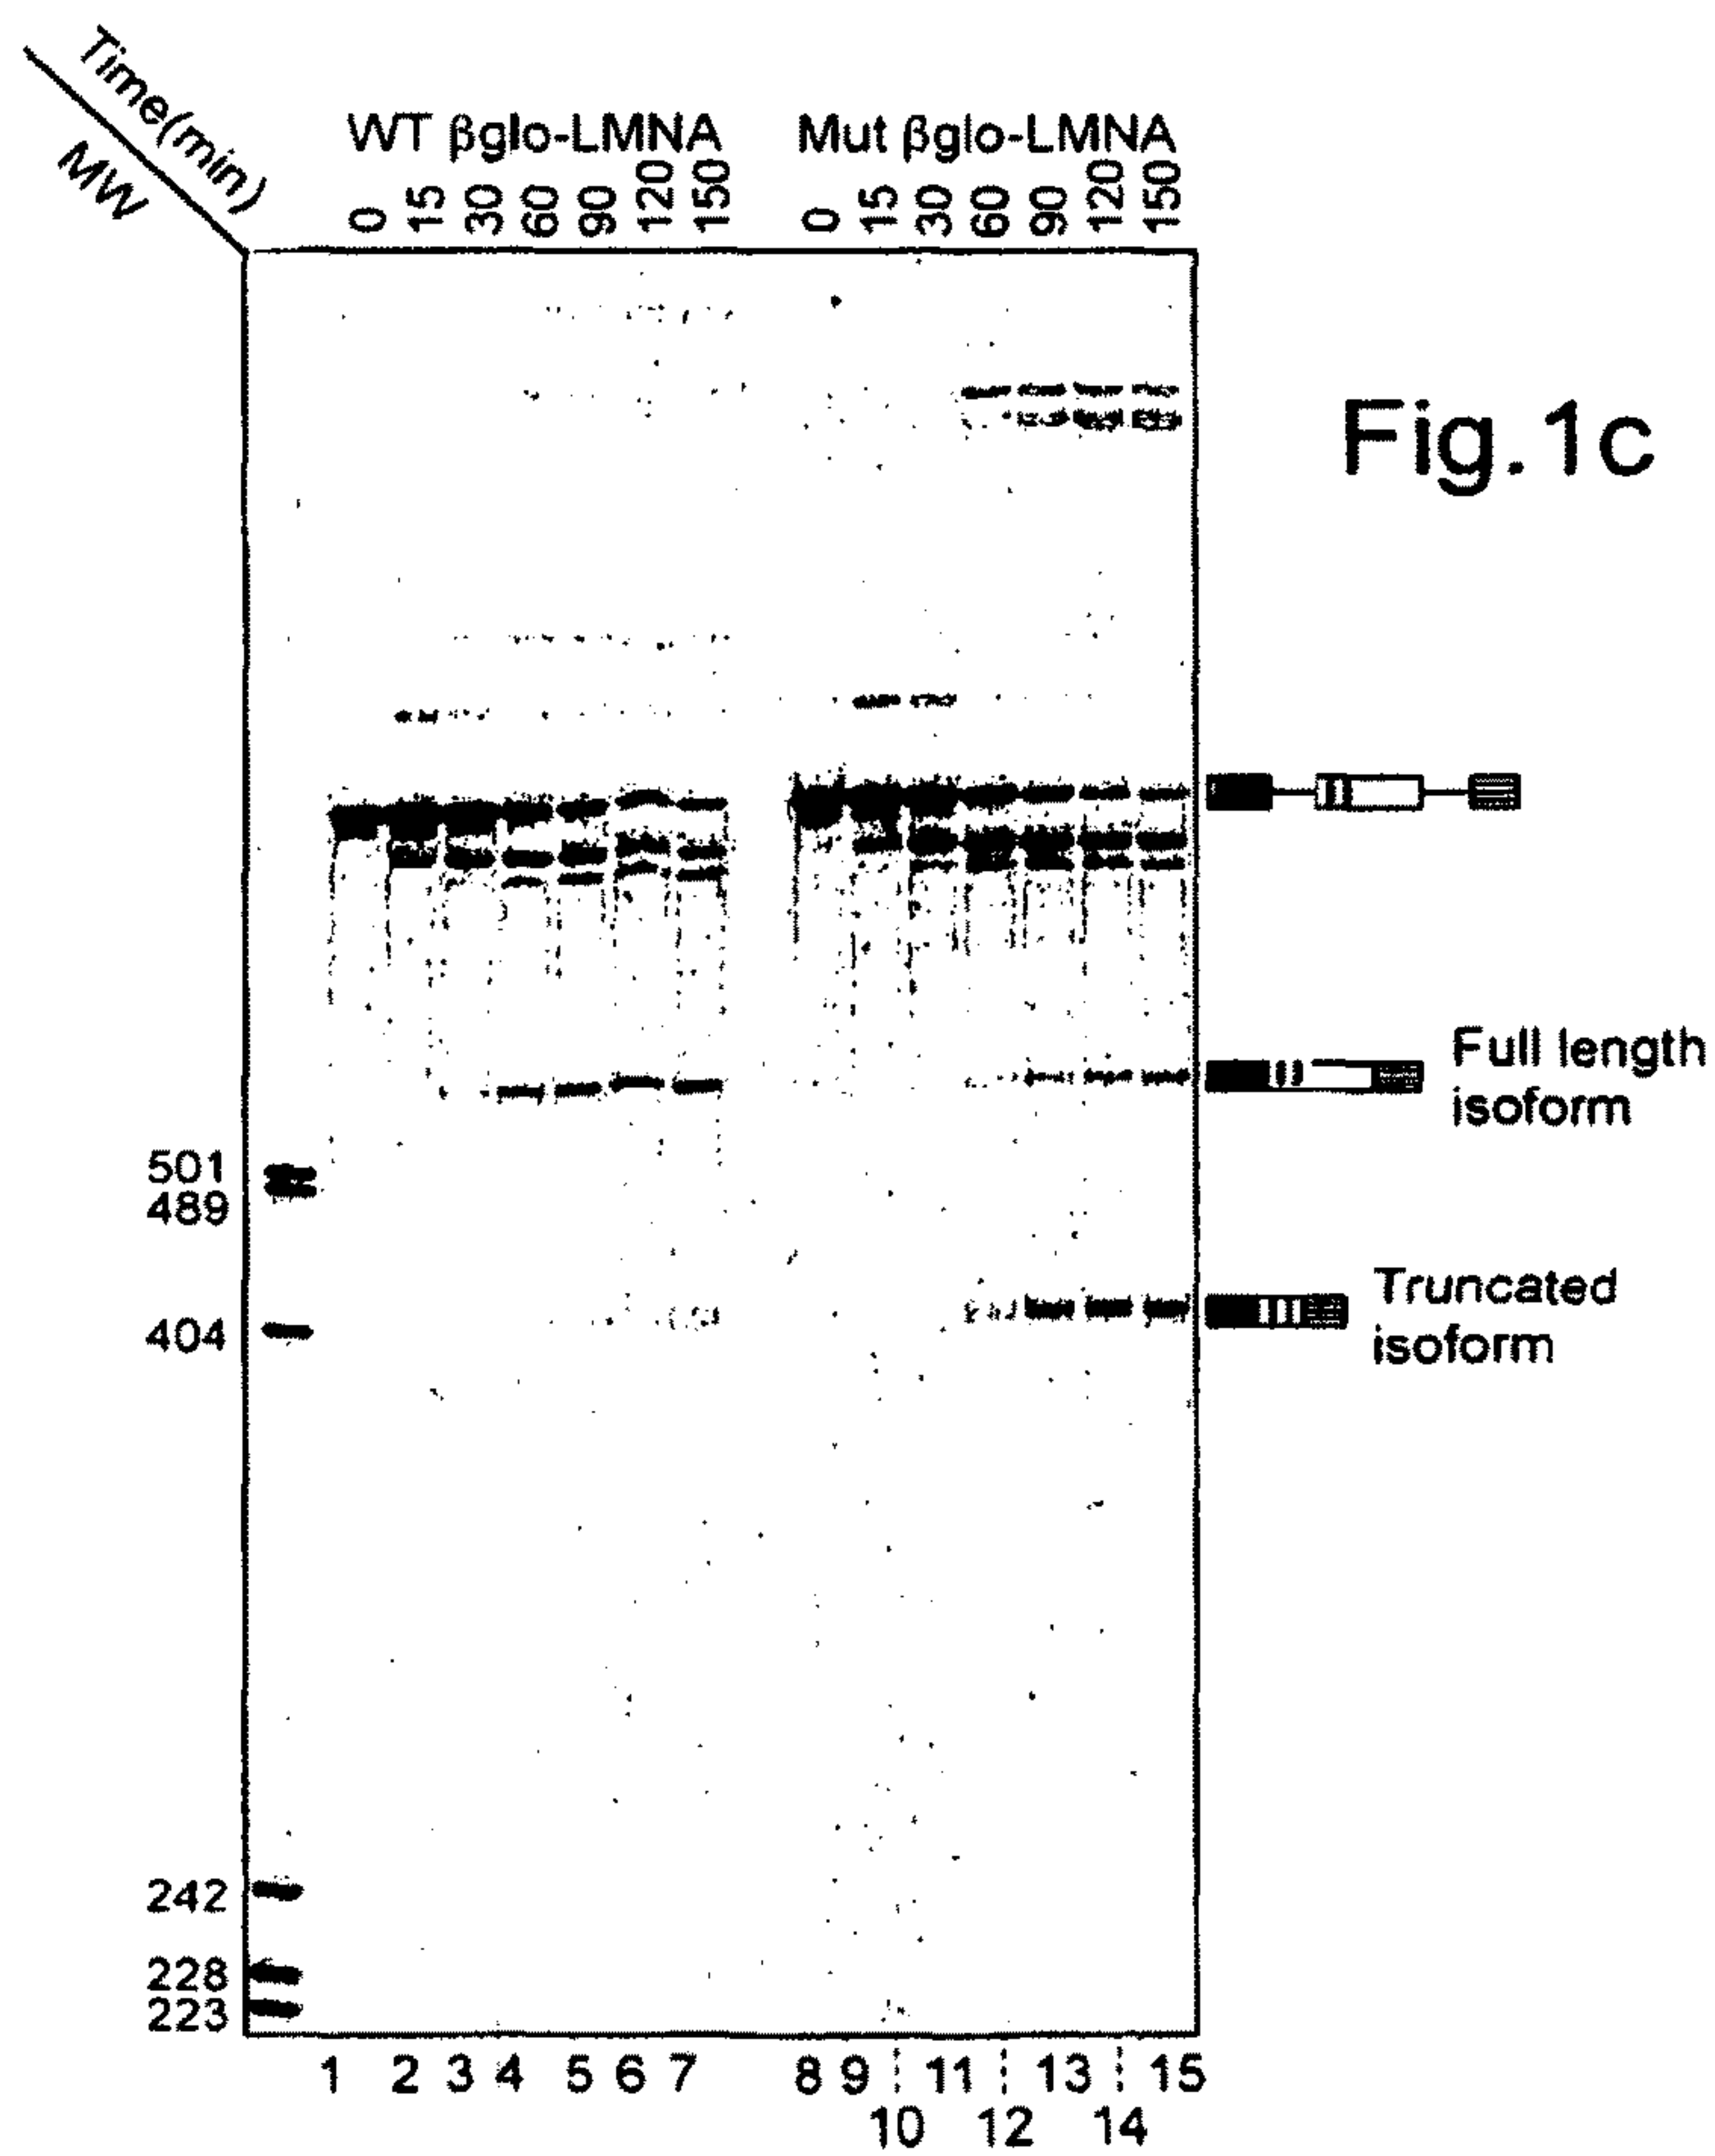 Time(min)
MW
WT βglo-LMNA
0 15 30 60 90 120 150
Mut βglo-LMNA
0 15 30 60 90 120 150
Fig.1c
Full length
isoform
Truncated
isoform
501
489
404
242
228
223
1 2 3 4 5 6 7 8 9 11 13 15
10 12 14